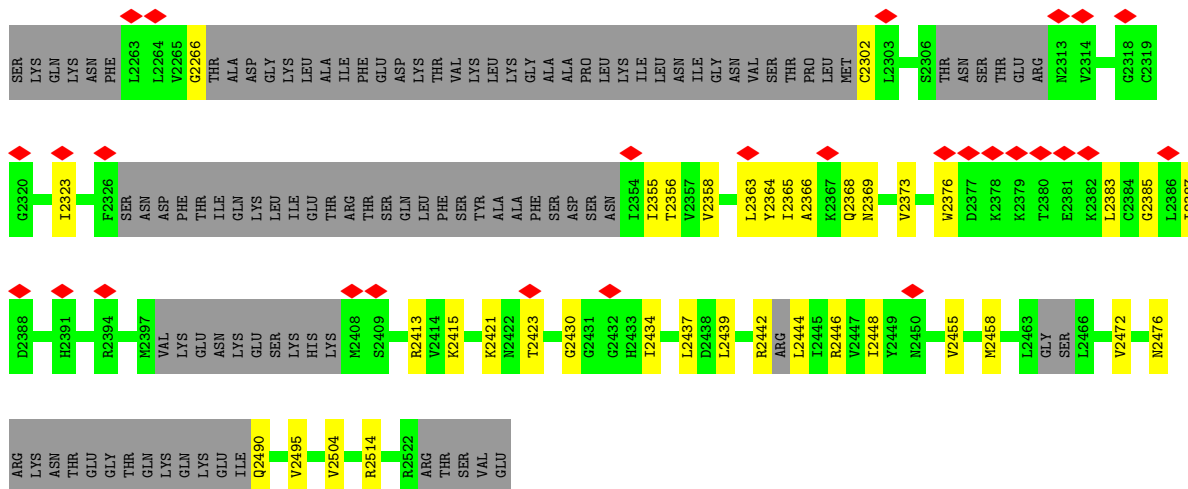 SER LYS GLN LYS ASN PHE L2263 L2264 V2265 G2266 THR ALA ASP GLY LYS LEU ALA ILE PHE GLU ASP LYS THR VAL LYS LEU LYS GLY ALA ALA PRO LEU LYS ILE LEU ASN ILE GLY ASN VAL SER THR PRO LEU MET C2302 L2303 S2306 THR ASN SER THR GLU ARG N2313 V2314 G2318 C2319
G2320 I2323 F2326 SER ASN ASP PHE THR ILE GLN LYS LEU ILE GLU THR ARG THR SER GLN LEU PHE SER TYR ALA ALA PHE SER ASP SER ASN I2354 I2355 T2356 V2357 V2358 L2363 Y2364 I2365 A2366 K2367 Q2368 N2369 V2373 W2376 D2377 K2378 K2379 T2380 E2381 K2382 L2383 C2384 G2385 L2386 I2387
D2388 H2391 R2394 M2397 VAL LYS GLU ASN LYS GLU SER LYS HIS LYS M2408 S2409 R2413 V2414 K2415 K2421 N2422 T2423 G2430 G2431 G2432 H2433 I2434 L2437 D2438 L2439 R2442 ARG L2444 I2445 R2446 V2447 I2448 Y2449 N2450 V2455 M2458 L2463 GLY SER L2466 V2472 N2476
ARG LYS ASN THR GLU GLY THR GLN LYS GLN LYS GLU ILE Q2490 V2495 V2504 R2514 R2522 ARG THR SER VAL GLU